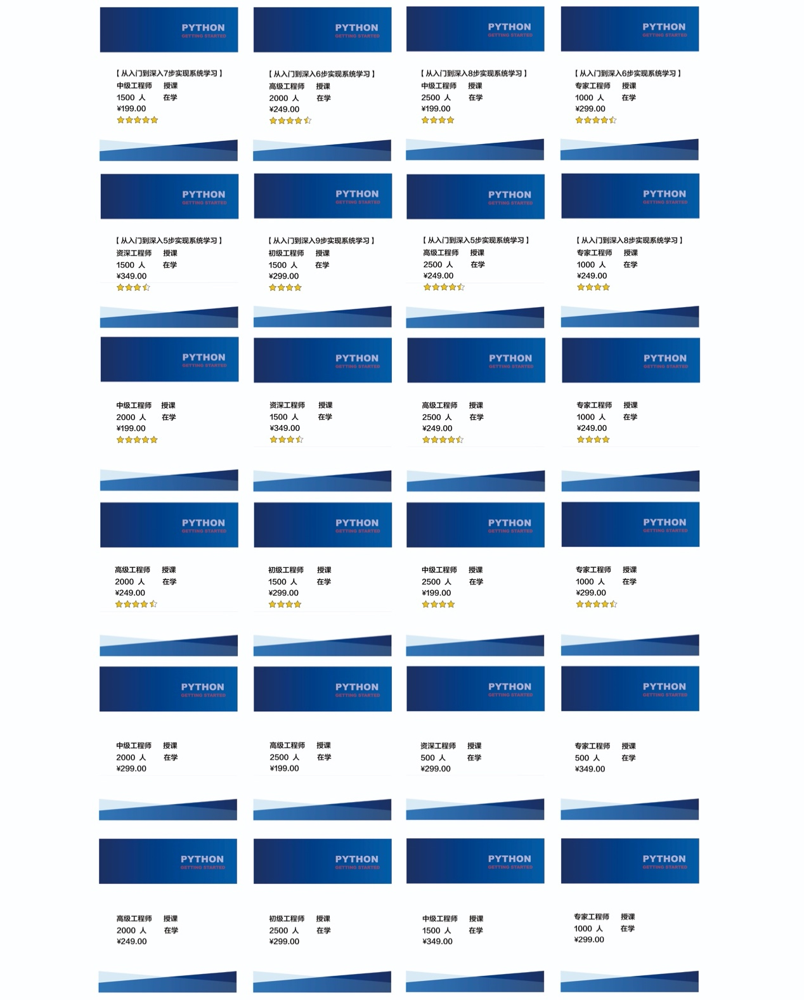 PYTHON
GETTING STARTED
【从入门到深入7步实现系统学习】
中级工程师 授课
1500 人 在学
¥199.00
PYTHON
GETTING STARTED
【从入门到深入6步实现系统学习】
高级工程师 授课
2000 人 在学
¥249.00
PYTHON
GETTING STARTED
【从入门到深入8步实现系统学习】
中级工程师 授课
2500 人 在学
¥199.00
PYTHON
GETTING STARTED
【从入门到深入6步实现系统学习】
专家工程师 授课
1000 人 在学
¥299.00
PYTHON
GETTING STARTED
【从入门到深入5步实现系统学习】
资深工程师 授课
1500 人 在学
¥349.00
PYTHON
GETTING STARTED
【从入门到深入9步实现系统学习】
初级工程师 授课
1500 人 在学
¥299.00
PYTHON
GETTING STARTED
【从入门到深入5步实现系统学习】
高级工程师 授课
2500 人 在学
¥249.00
PYTHON
GETTING STARTED
【从入门到深入8步实现系统学习】
专家工程师 授课
1000 人 在学
¥249.00
PYTHON
GETTING STARTED
中级工程师 授课
2000 人 在学
¥199.00
PYTHON
GETTING STARTED
资深工程师 授课
1500 人 在学
¥349.00
PYTHON
GETTING STARTED
高级工程师 授课
2500 人 在学
¥249.00
PYTHON
GETTING STARTED
专家工程师 授课
1000 人 在学
¥249.00
PYTHON
GETTING STARTED
高级工程师 授课
2000 人 在学
¥249.00
PYTHON
GETTING STARTED
初级工程师 授课
1500 人 在学
¥299.00
PYTHON
GETTING STARTED
中级工程师 授课
2500 人 在学
¥199.00
PYTHON
GETTING STARTED
专家工程师 授课
1000 人 在学
¥299.00
PYTHON
GETTING STARTED
中级工程师 授课
2000 人 在学
¥299.00
PYTHON
GETTING STARTED
高级工程师 授课
2500 人 在学
¥199.00
PYTHON
GETTING STARTED
资深工程师 授课
500 人 在学
¥299.00
PYTHON
GETTING STARTED
专家工程师 授课
500 人 在学
¥349.00
PYTHON
GETTING STARTED
高级工程师 授课
2000 人 在学
¥249.00
PYTHON
GETTING STARTED
初级工程师 授课
2500 人 在学
¥299.00
PYTHON
GETTING STARTED
中级工程师 授课
1500 人 在学
¥349.00
PYTHON
GETTING STARTED
专家工程师 授课
1000 人 在学
¥299.00